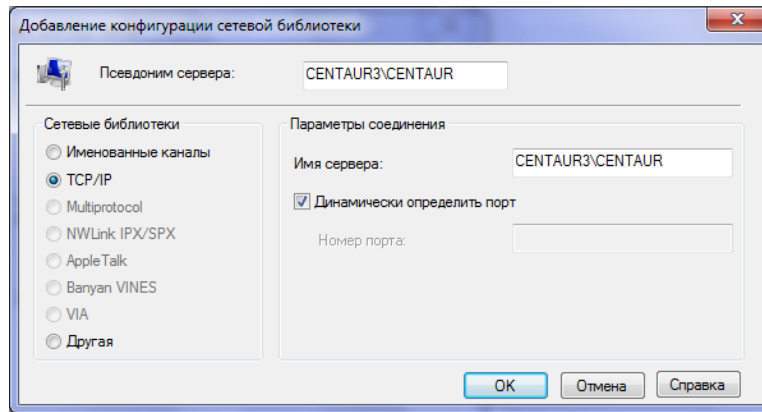 Добавление конфигурации сетевой библиотеки
Псевдоним сервера: CENTAUR3\CENTAUR
Сетевые библиотеки
Именованные каналы
TCP/IP
Multiprotocol
NWLink IPX/SPX
AppleTalk
Banyan VINES
VIA
Другая
Параметры соединения
Имя сервера: CENTAUR3\CENTAUR
Динамически определить порт
Номер порта:
OK Отмена Справка